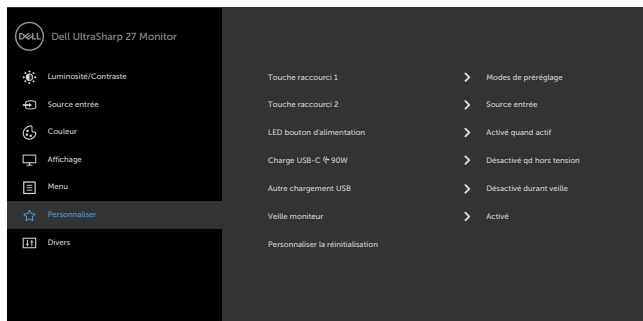 DELL Dell UltraSharp 27 Monitor
Luminosité/Contraste
Source entrée
Couleur
Affichage
Menu
Personnaliser
Divers
Touche raccourci 1 > Modes de préréglage
Touche raccourci 2 > Source entrée
LED bouton d'alimentation > Activé quand actif
Charge USB-C 90W > Désactivé qd hors tension
Autre chargement USB > Désactivé durant veille
Veille moniteur > Activé
Personnaliser la réinitialisation